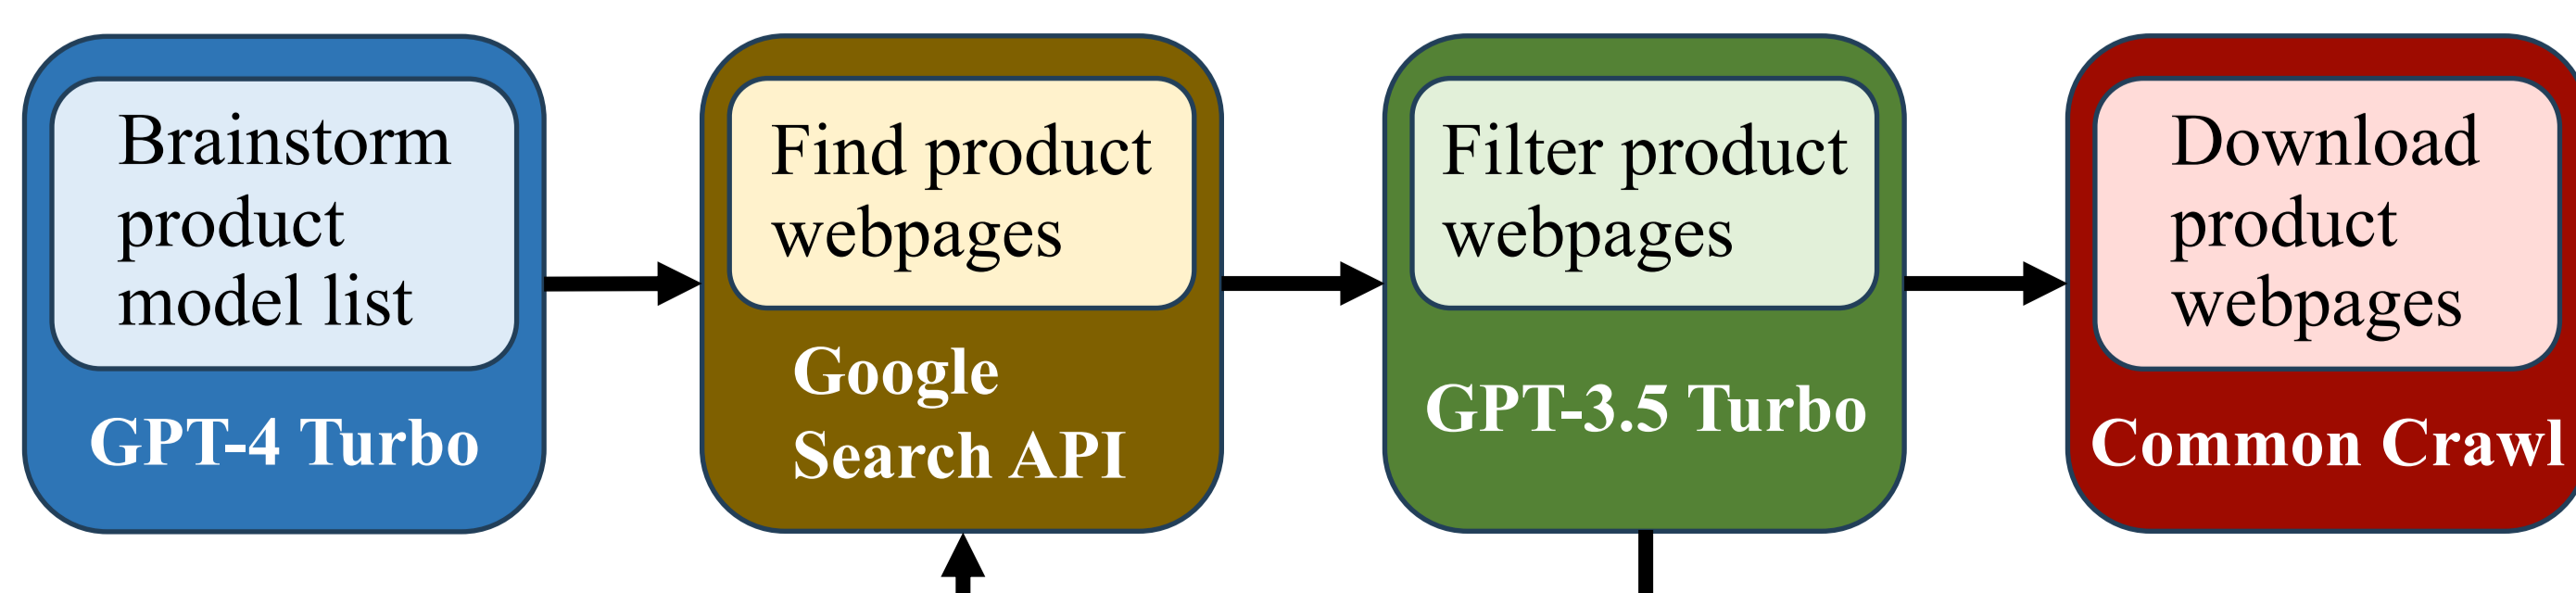 Brainstorm
product
model list
GPT-4 Turbo
Find product
webpages
Google
Search API
Filter product
webpages
GPT-3.5 Turbo
Download
product
webpages
Common Crawl